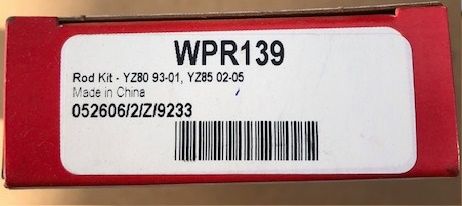 WPR139
Rod Kit - YZ80 93-01, YZ85 02-05
Made in China
052606/2/Z/9233